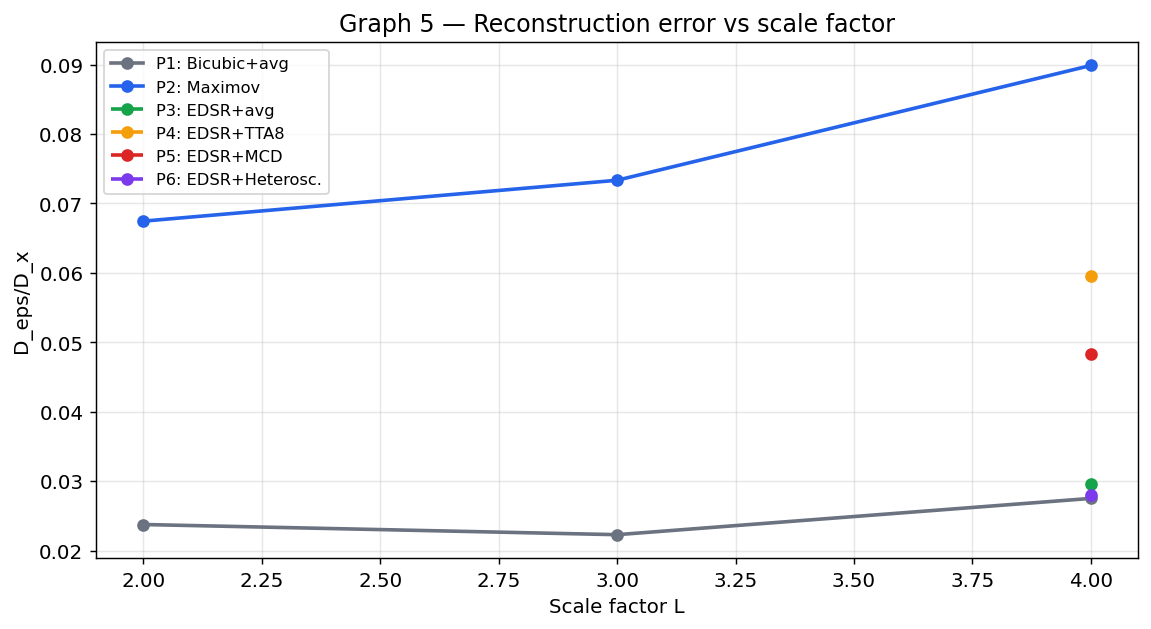 Graph 5 — Reconstruction error vs scale factor
P1: Bicubic+avg
P2: Maximov
P3: EDSR+avg
P4: EDSR+TTA8
P5: EDSR+MCD
P6: EDSR+Heterosc.
D_eps/D_x
0.09
0.08
0.07
0.06
0.05
0.04
0.03
0.02
2.00 2.25 2.50 2.75 3.00 3.25 3.50 3.75 4.00
Scale factor L